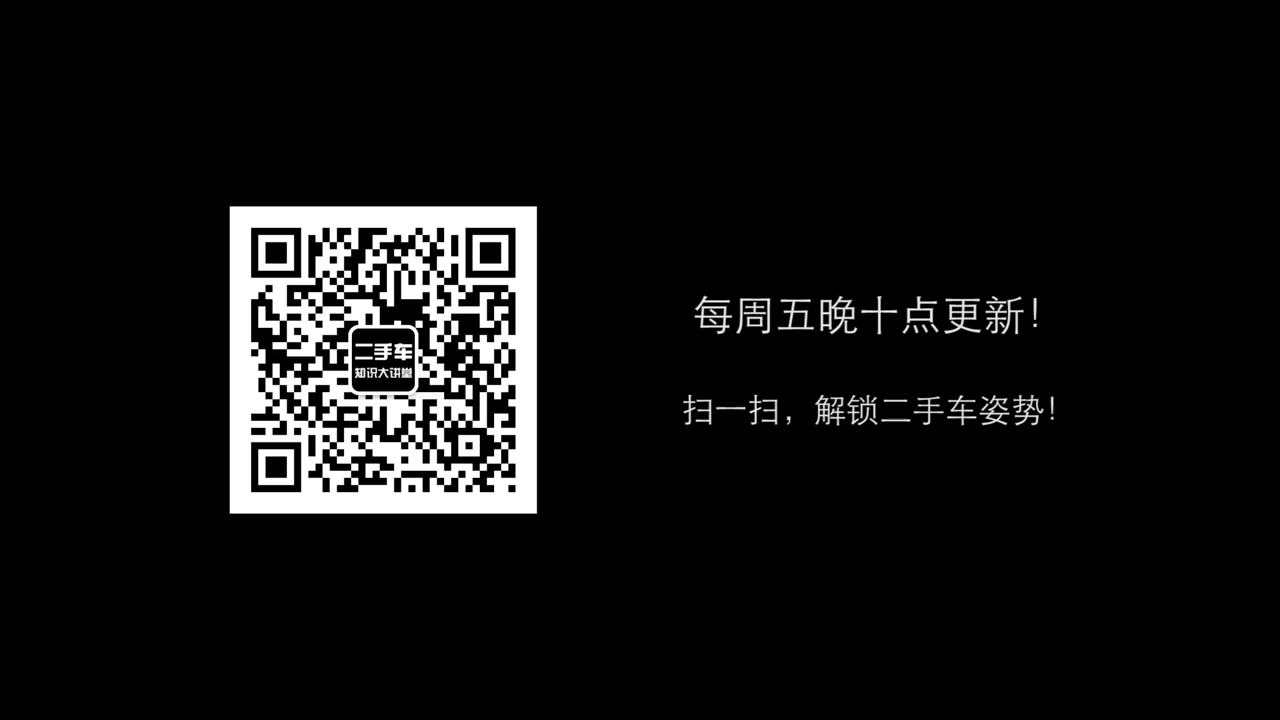 每周五晚十点更新！
扫一扫，解锁二手车姿势！
二手车
知识大讲堂